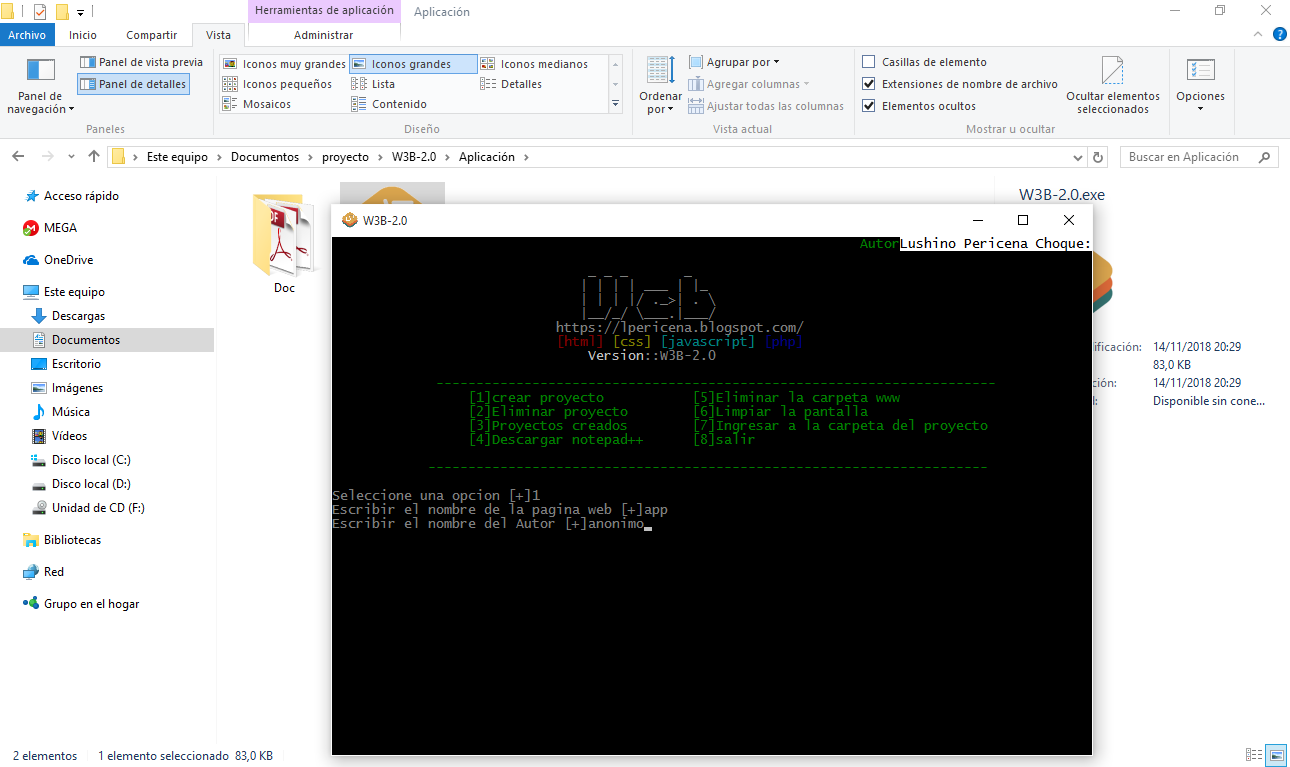 Herramientas de aplicación Aplicación
Archivo Inicio Compartir Vista Administrar
Panel de navegación
Panel de vista previa
Panel de detalles
Paneles
Iconos muy grandes Iconos grandes Iconos medianos
Iconos pequeños Lista Detalles
Mosaicos Contenido
Diseño
Ordenar por
Agrupar por
Agregar columnas
Ajustar todas las columnas
Vista actual
Casillas de elemento
Extensiones de nombre de archivo
Elementos ocultos
Ocultar elementos seleccionados
Mostrar u ocultar
Opciones
Este equipo > Documentos > proyecto > W3B-2.0 > Aplicación >
Buscar en Aplicación
Acceso rápido
MEGA
OneDrive
Este equipo
Descargas
Documentos
Escritorio
Imágenes
Música
Vídeos
Disco local (C:)
Disco local (D:)
Unidad de CD (F:)
Bibliotecas
Red
Grupo en el hogar
Doc
W3B-2.0
Autor Lushino Pericena Choque:
https://lpericena.blogspot.com/
[html] [css] [javascript] [php]
Version::W3B-2.0
[1]crear proyecto [5]Eliminar la carpeta www
[2]Eliminar proyecto [6]Limpiar la pantalla
[3]Proyectos creados [7]Ingresar a la carpeta del proyecto
[4]Descargar notepad++ [8]salir
Seleccione una opcion [+]1
Escribir el nombre de la pagina web [+]app
Escribir el nombre del Autor [+]anonimo
W3B-2.0.exe
ificación: 14/11/2018 20:29
83,0 KB
ción: 14/11/2018 20:29
Disponible sin cone...
2 elementos 1 elemento seleccionado 83,0 KB